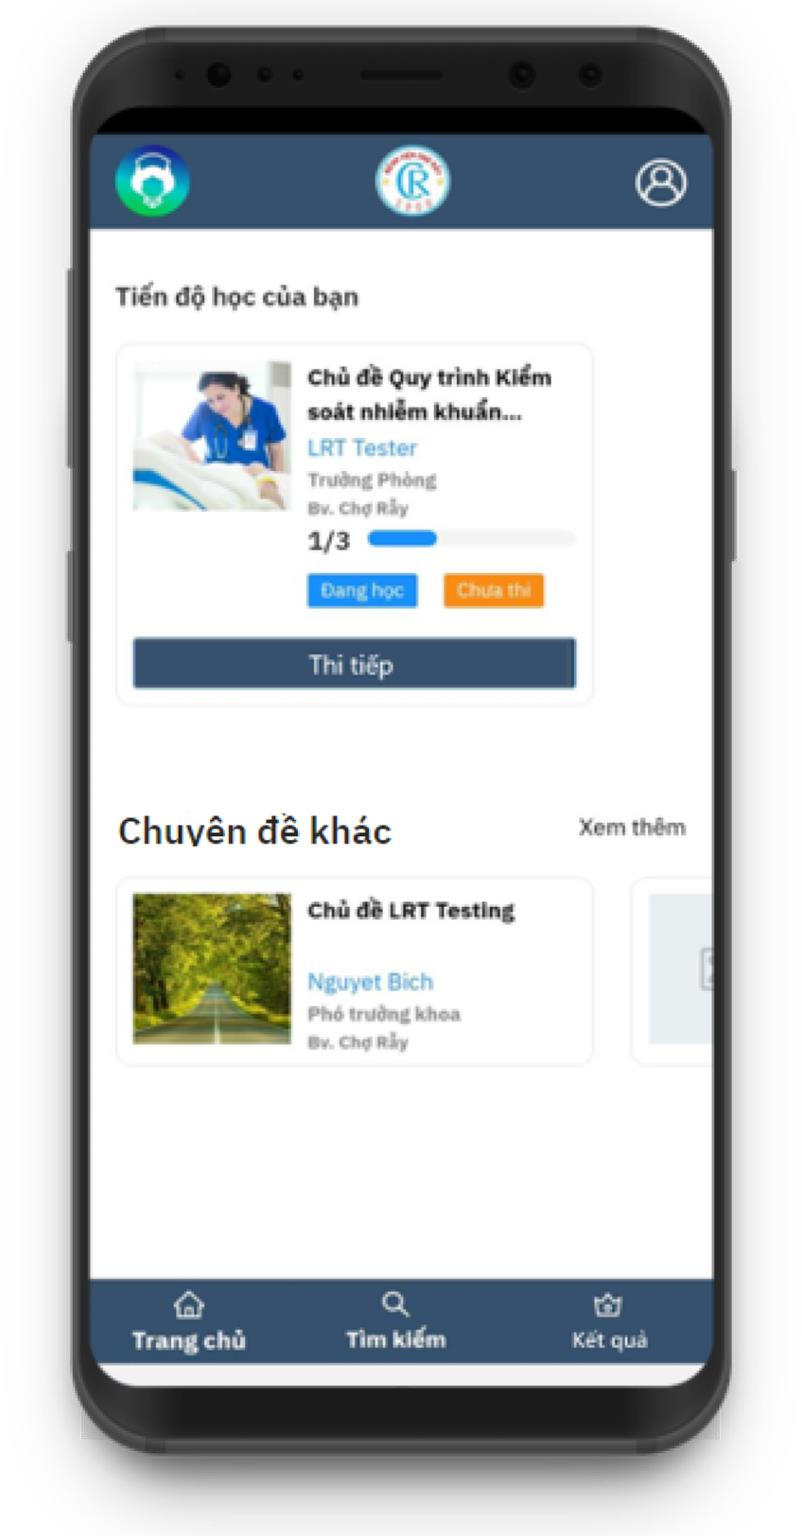 Tiến độ học của bạn
Chủ đề Quy trình Kiểm
soát nhiễm khuẩn...
LRT Tester
Trưởng Phòng
Bv. Chợ Rẫy
1/3
Đang học
Chưa thi
Thi tiếp
Chuyên đề khác
Xem thêm
Chủ đề LRT Testing
Nguyet Bich
Phó trưởng khoa
Bv. Chợ Rẫy
Trang chủ
Tìm kiếm
Kết quả